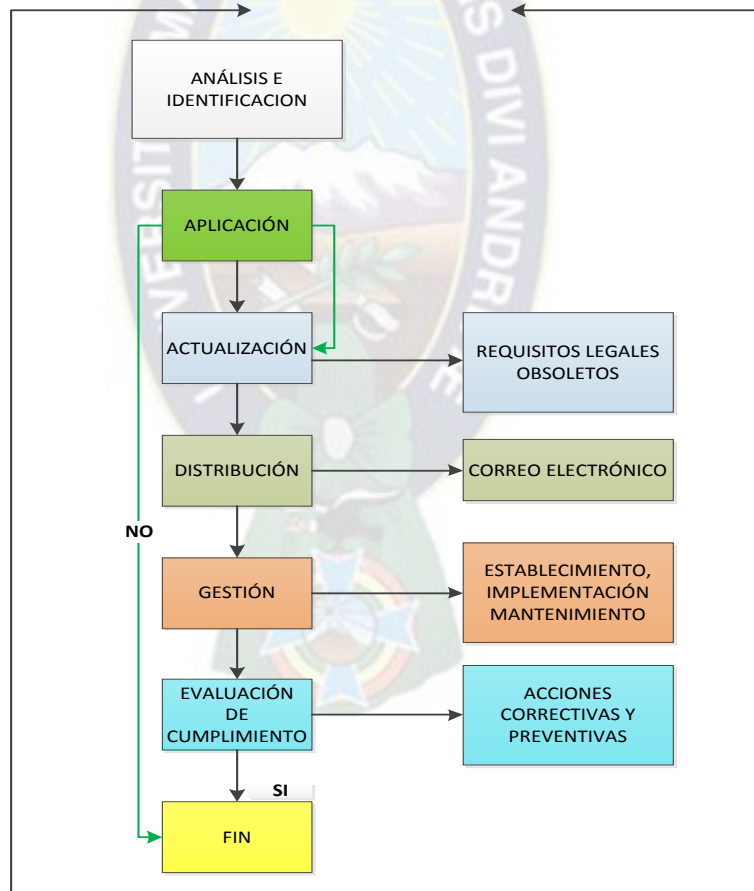 ANÁLISIS E
IDENTIFICACION
APLICACIÓN
ACTUALIZACIÓN
REQUISITOS LEGALES
OBSOLETOS
DISTRIBUCIÓN
CORREO ELECTRÓNICO
NO
GESTIÓN
ESTABLECIMIENTO,
IMPLEMENTACIÓN
MANTENIMIENTO
EVALUACIÓN
DE
CUMPLIMIENTO
ACCIONES
CORRECTIVAS Y
PREVENTIVAS
SI
FIN
DIVI